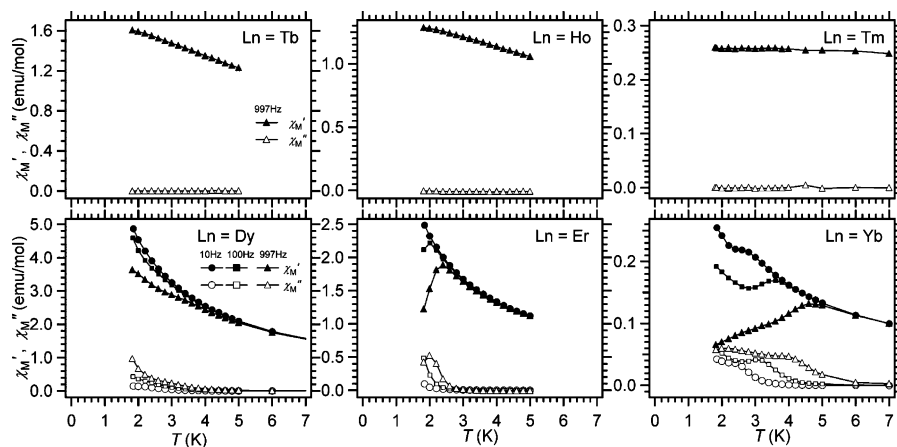 χM′, χM″ (emu/mol)
1.6
1.2
0.8
0.4
0.0
Ln = Tb
997Hz
χM′
χM″
1.0
0.5
0.0
Ln = Ho
0.3
0.2
0.1
0.0
Ln = Tm
χM′, χM″ (emu/mol)
5.0
4.0
3.0
2.0
1.0
0.0
Ln = Dy
10Hz 100Hz 997Hz
χM′
χM″
0 1 2 3 4 5 6 7
T (K)
2.5
2.0
1.5
1.0
0.5
0.0
Ln = Er
0 1 2 3 4 5 6 7
T (K)
0.2
0.1
0.0
Ln = Yb
0 1 2 3 4 5 6 7
T (K)